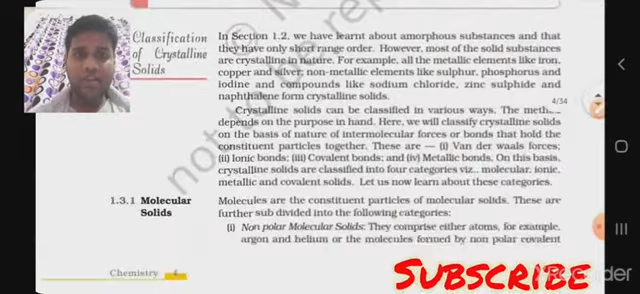 Classification
of Crystalline
Solids
In Section 1.2, we have learnt about amorphous substances and that
they have only short range order. However, most of the solid substances
are crystalline in nature. For example, all the metallic elements like iron,
copper and silver; non-metallic elements like sulphur, phosphorus and
iodine and compounds like sodium chloride, zinc sulphide and
naphthalene form crystalline solids.
Crystalline solids can be classified in various ways. The
depends on the purpose in hand. Here, we will classify crystalline solids
on the basis of nature of intermolecular forces or bonds that hold the
constituent particles together. These are — (i) Van der waals forces;
(ii) Ionic bonds; (iii) Covalent bonds; and (iv) Metallic bonds. On this basis,
crystalline solids are classified into four categories viz., molecular, ionic,
metallic and covalent solids. Let us now learn about these categories.
4/34
1.3.1 Molecular
Solids
Molecules are the constituent particles of molecular solids. These are
further sub divided into the following categories:
(i) Non polar Molecular Solids: They comprise either atoms, for example,
argon and helium or the molecules formed by non polar covalent
Chemistry 4
SUBSCRIBE
XRecorder
not to be re